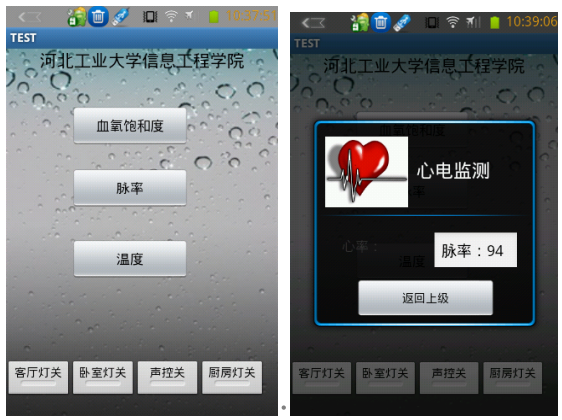 TEST
河北工业大学信息工程学院
血氧饱和度
脉率
温度
客厅灯关 卧室灯关 声控关 厨房灯关
10:39:06
TEST
河北工业大学信息工程学院
心电监测
心率：
脉率：94
温度
返回上级
客厅灯关 卧室灯关 声控关 厨房灯关